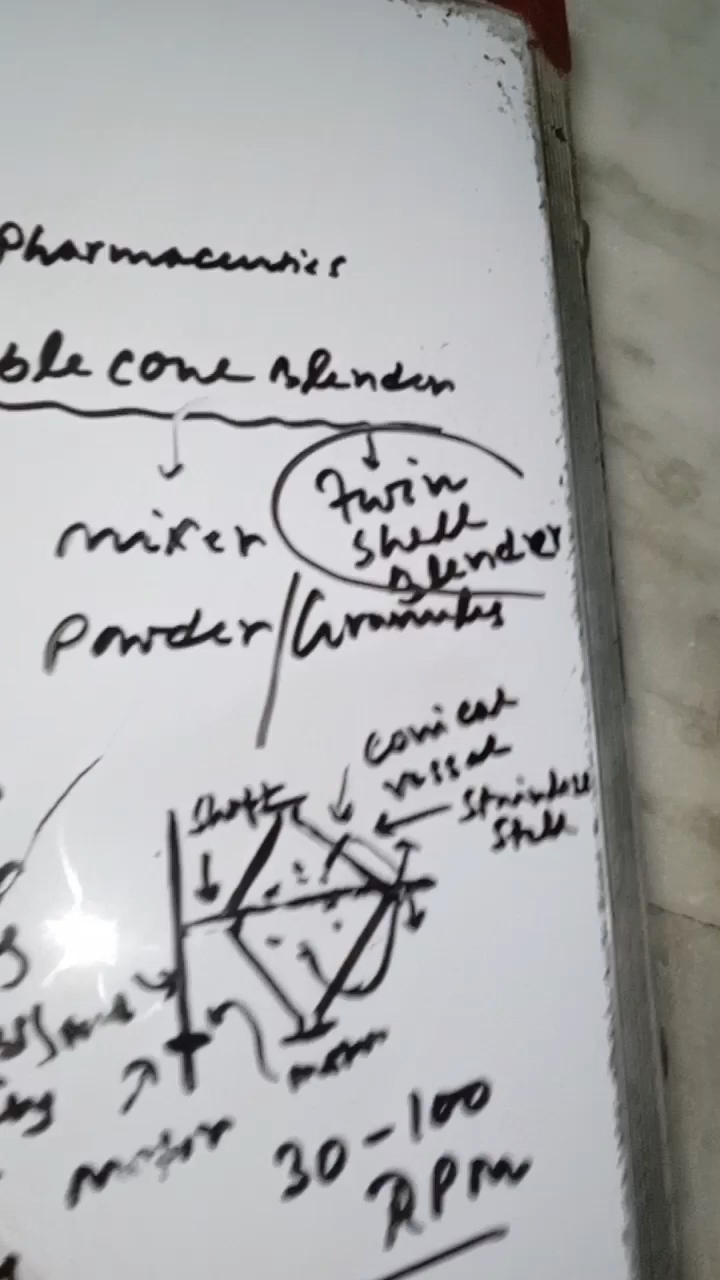 Pharmaceutics
ble cone Blender
mixer
Twin
Shell
Blender
Powder/Granules
conical
vessel
Shaft
Stainless
Steel
motor
30-100
RPM